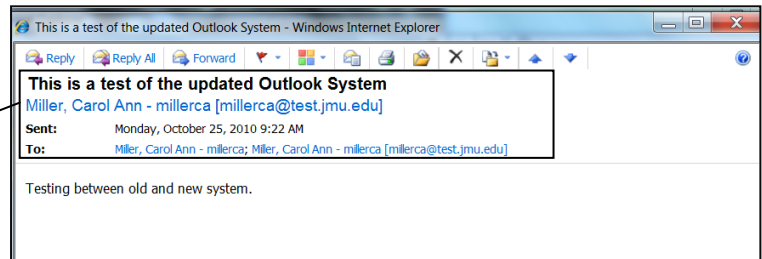 This is a test of the updated Outlook System - Windows Internet Explorer
Reply Reply All Forward
This is a test of the updated Outlook System
Miller, Carol Ann - millerca [millerca@test.jmu.edu]
Sent: Monday, October 25, 2010 9:22 AM
To: Miller, Carol Ann - millerca; Miller, Carol Ann - millerca [millerca@test.jmu.edu]
Testing between old and new system.